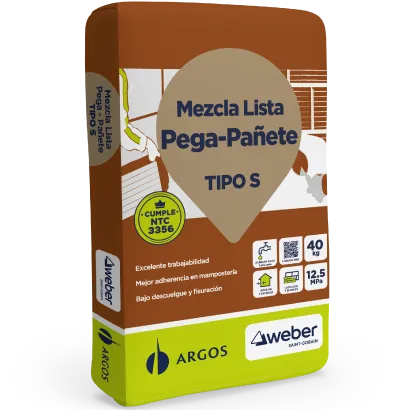 Mezcla Lista
Pega-Pañete
TIPO S
Mezcla Lista
Pega - Pañete
TIPO S
CUMPLE
NTC
3356
Excelente trabajabilidad
Mejor adherencia en mampostería
Bajo descuelgue y fisuración
40
kg
12.5
MPa
weber
ARGOS
weber
SAINT-GOBAIN